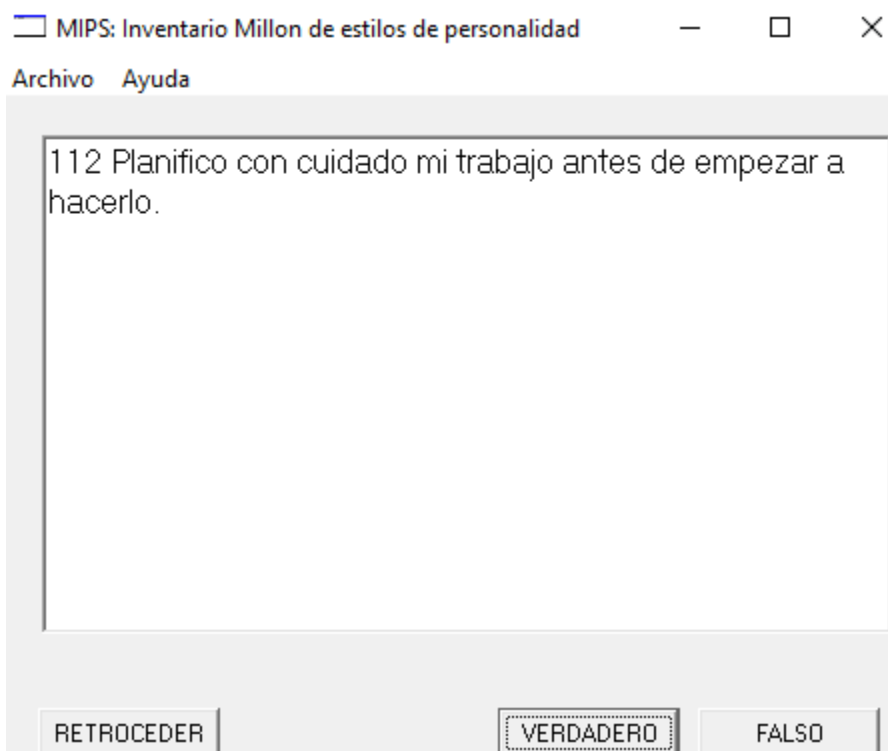 MIPS: Inventario Millon de estilos de personalidad
Archivo Ayuda
112 Planifico con cuidado mi trabajo antes de empezar a
hacerlo.
RETROCEDER VERDADERO FALSO